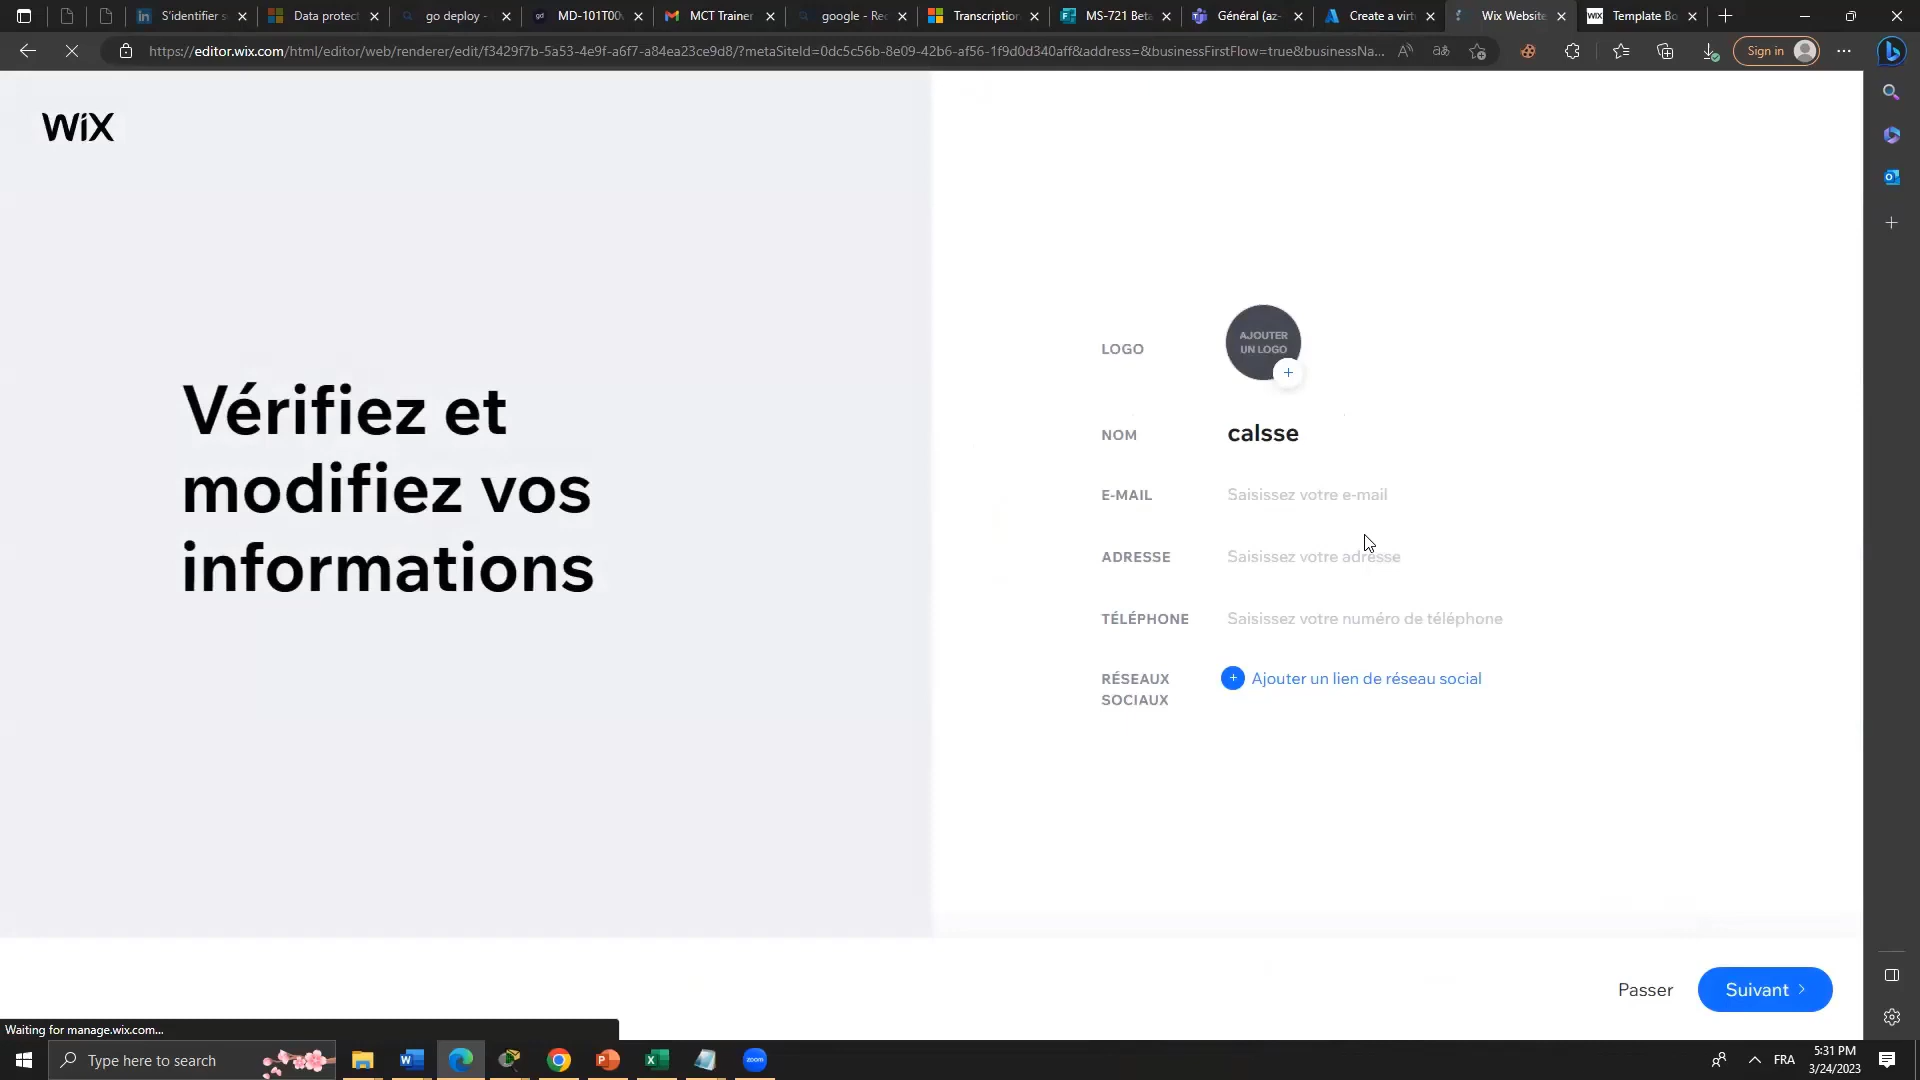 S'identifier s
Data protec
go deploy -
MD-101T00
MCT Trainer
google - Rec
Transcription
MS-721 Beta
Général (az-
Create a virt
Wix Website
Template Bo
https://editor.wix.com/html/editor/web/renderer/edit/f3429f7b-5a53-4e9f-a6f7-a84ea23ce9d8/?metaSiteId=0dc5c56b-8e09-42b6-af56-1f9d0d340aff&address=&businessFirstFlow=true&businessNa...
Sign in
WiX
Vérifiez et
modifiez vos
informations
LOGO
AJOUTER
UN LOGO
NOM
calsse
E-MAIL
Saisissez votre e-mail
ADRESSE
Saisissez votre adresse
TÉLÉPHONE
Saisissez votre numéro de téléphone
RÉSEAUX
SOCIAUX
Ajouter un lien de réseau social
Passer
Suivant
Waiting for manage.wix.com...
Type here to search
zoom
FRA
5:31 PM
3/24/2023